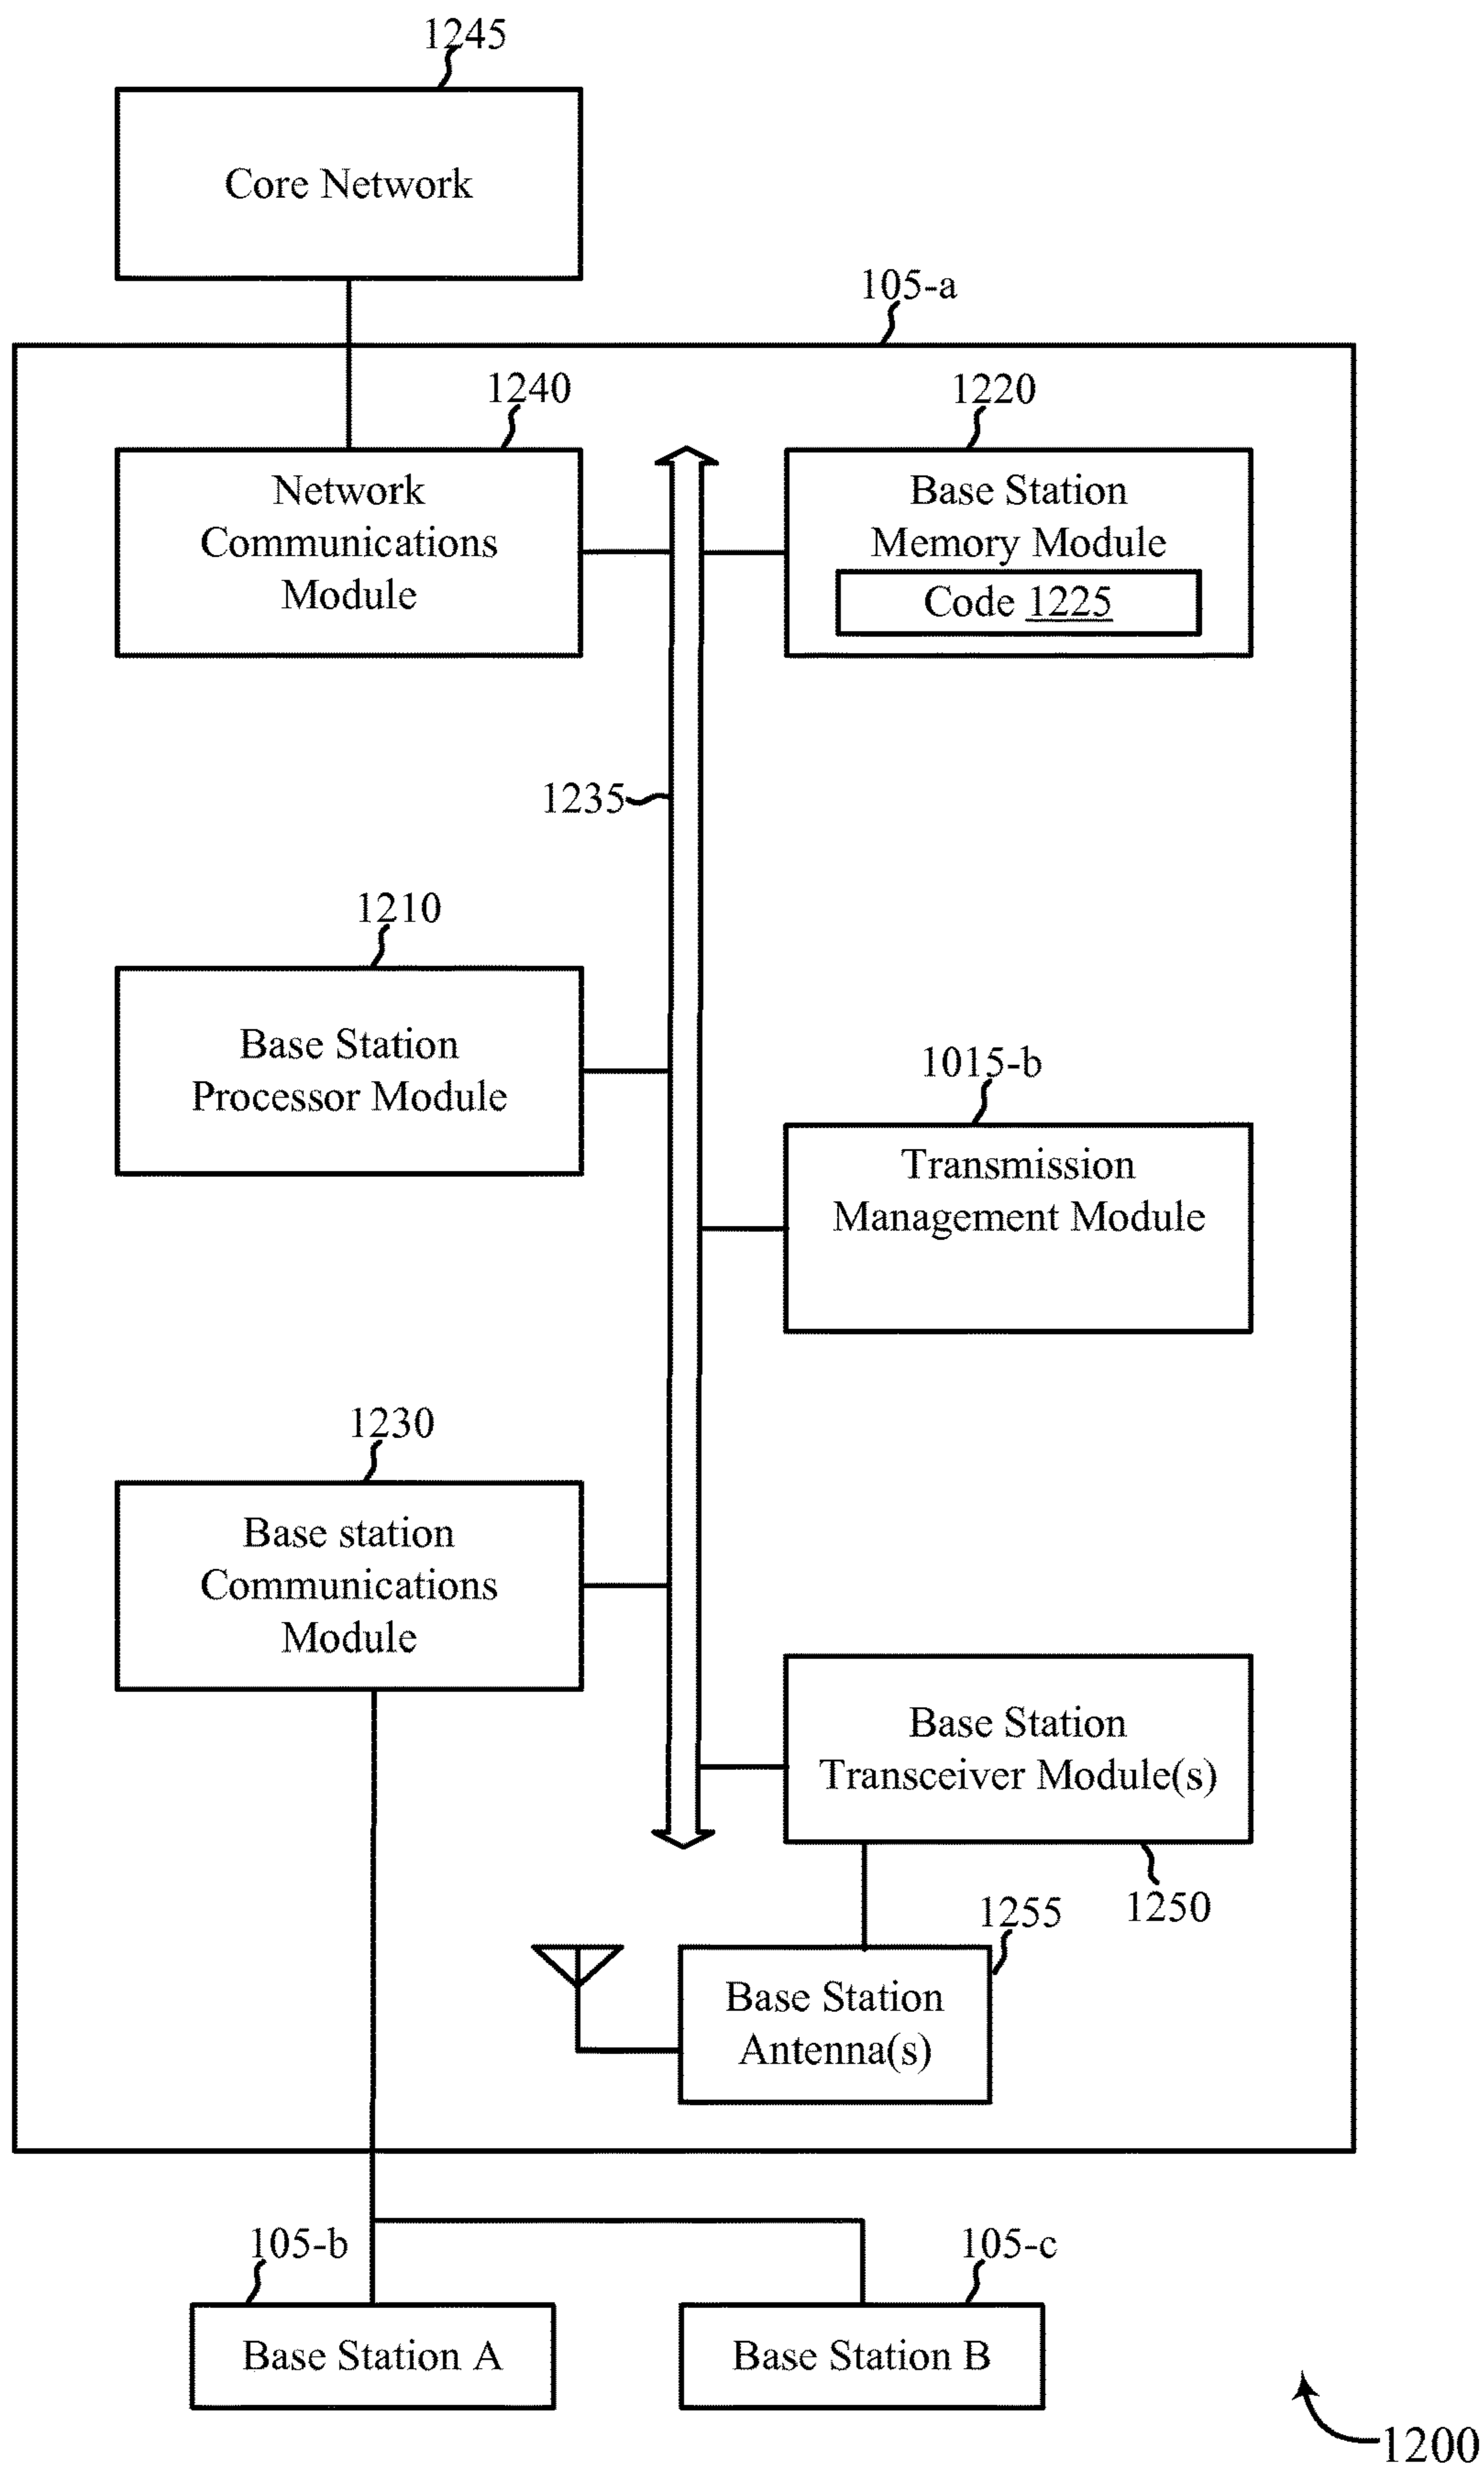 1245
Core Network
105-a
1240
1220
Network
Communications
Module
Base Station
Memory Module
Code 1225
1235
1210
Base Station
Processor Module
1015-b
Transmission
Management Module
1230
Base station
Communications
Module
Base Station
Transceiver Module(s)
1250
1255
Base Station
Antenna(s)
105-b
105-c
Base Station A
Base Station B
1200